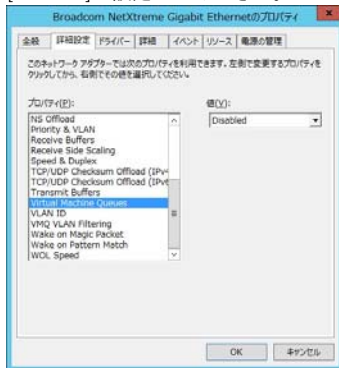 Broadcom NetXtreme Gigabit Ethernetのプロパティ
全般 詳細設定 ドライバー 詳細 イベント リソース 電源の管理
このネットワーク アダプターでは次のプロパティを利用できます。左側で変更するプロパティを
クリックしてから、右側でその値を選択してください。
プロパティ(P): 値(V):
NS Offload Disabled
Priority & VLAN
Receive Buffers
Receive Side Scaling
Speed & Duplex
TCP/UDP Checksum Offload (IPv4
TCP/UDP Checksum Offload (IPv6
Transmit Buffers
Virtual Machine Queues
VLAN ID
VMQ VLAN Filtering
Wake on Magic Packet
Wake on Pattern Match
WOL Speed
OK キャンセル